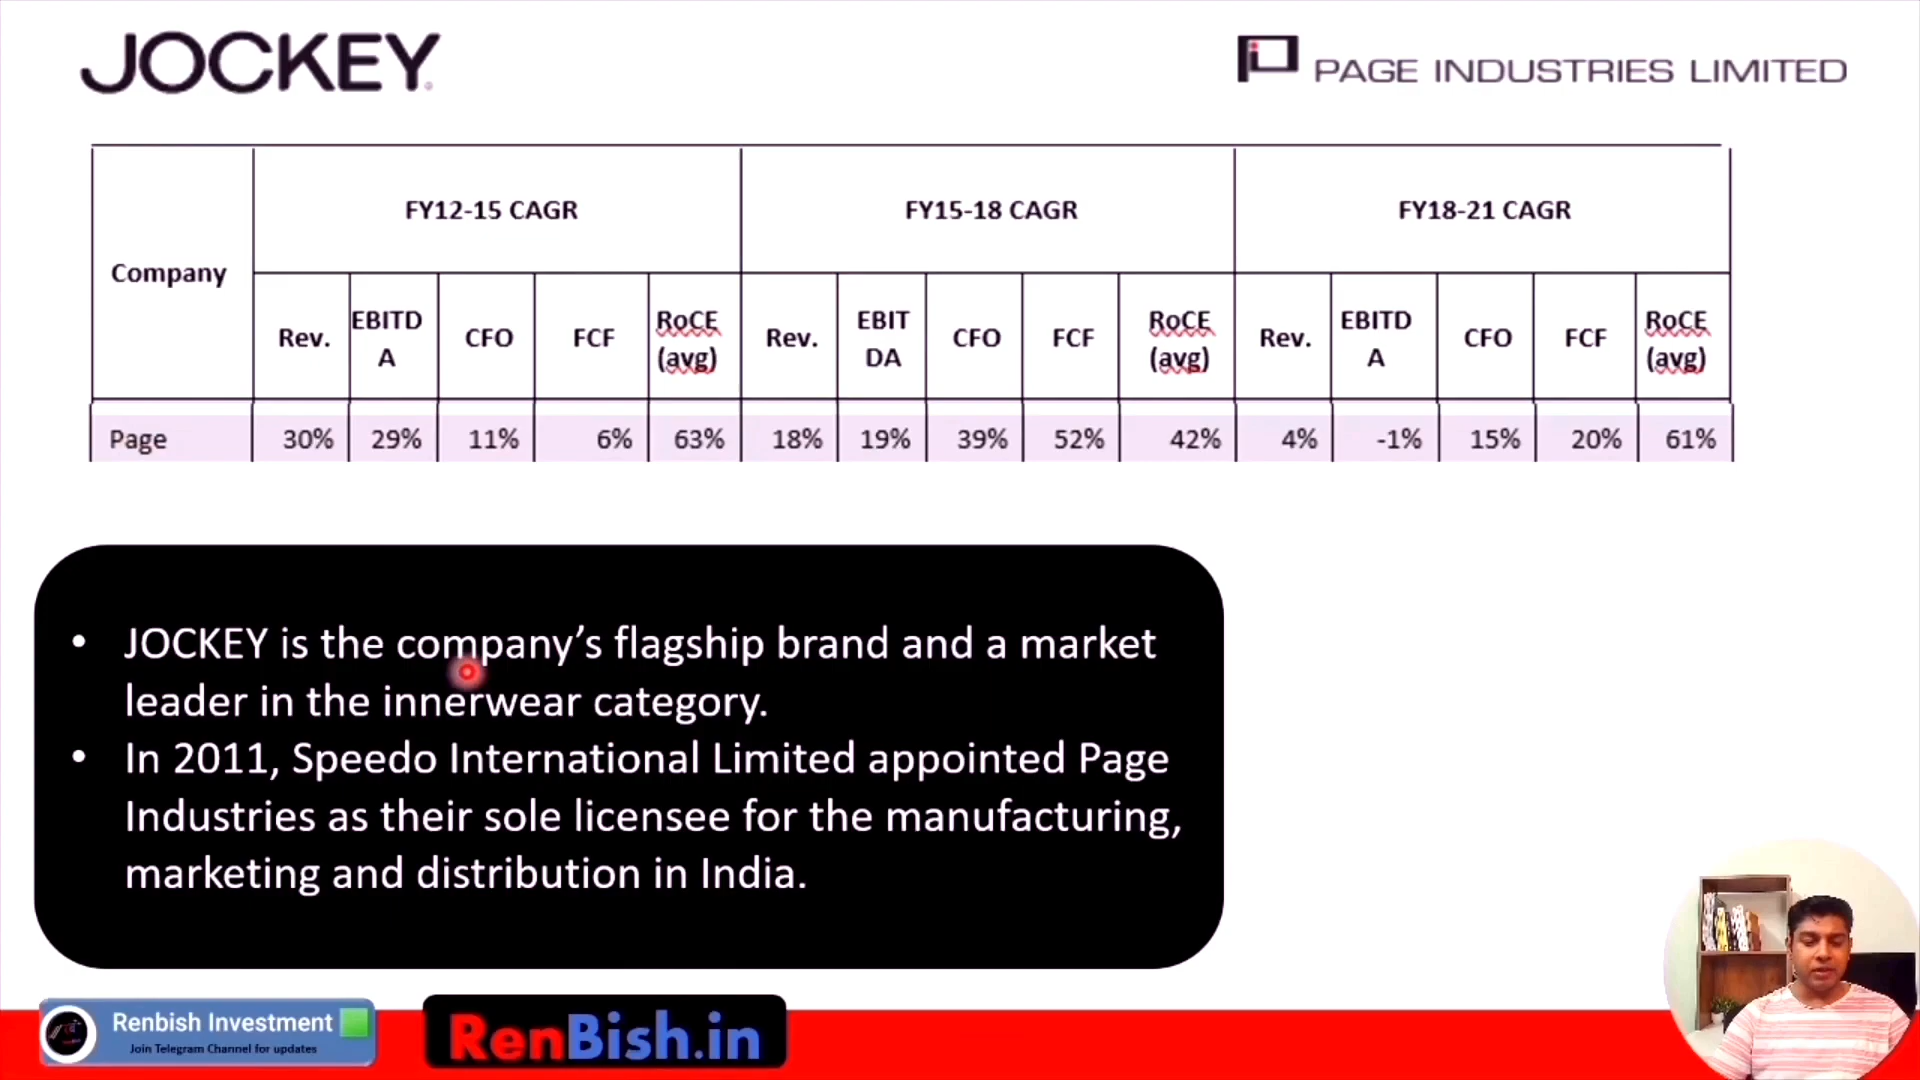 JOCKEY
PAGE INDUSTRIES LIMITED
Company
FY12-15 CAGR
FY15-18 CAGR
FY18-21 CAGR
Rev.
EBITD
A
CFO
FCF
RoCE
(avg)
Rev.
EBIT
DA
CFO
FCF
RoCE
(avg)
Rev.
EBITD
A
CFO
FCF
RoCE
(avg)
Page 30% 29% 11% 6% 63% 18% 19% 39% 52% 42% 4% -1% 15% 20% 61%
• JOCKEY is the company’s flagship brand and a market
leader in the innerwear category.
• In 2011, Speedo International Limited appointed Page
Industries as their sole licensee for the manufacturing,
marketing and distribution in India.
Renbish Investment
Join Telegram Channel for updates
RenBish.in